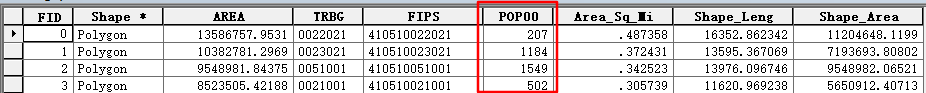 FID Shape * AREA TRBG FIPS POP00 Area_Sq_Mi Shape_Leng Shape_Area
0 Polygon 13586757.9531 0022021 410510022021 207 .487358 16352.862342 11204648.1199
1 Polygon 10382781.2969 0023021 410510023021 1184 .372431 13595.367069 7193693.80802
2 Polygon 9548981.84375 0051001 410510051001 1549 .342523 13976.096746 9548982.06521
3 Polygon 8523505.42188 0021001 410510021001 502 .305739 11620.969238 5650912.40713